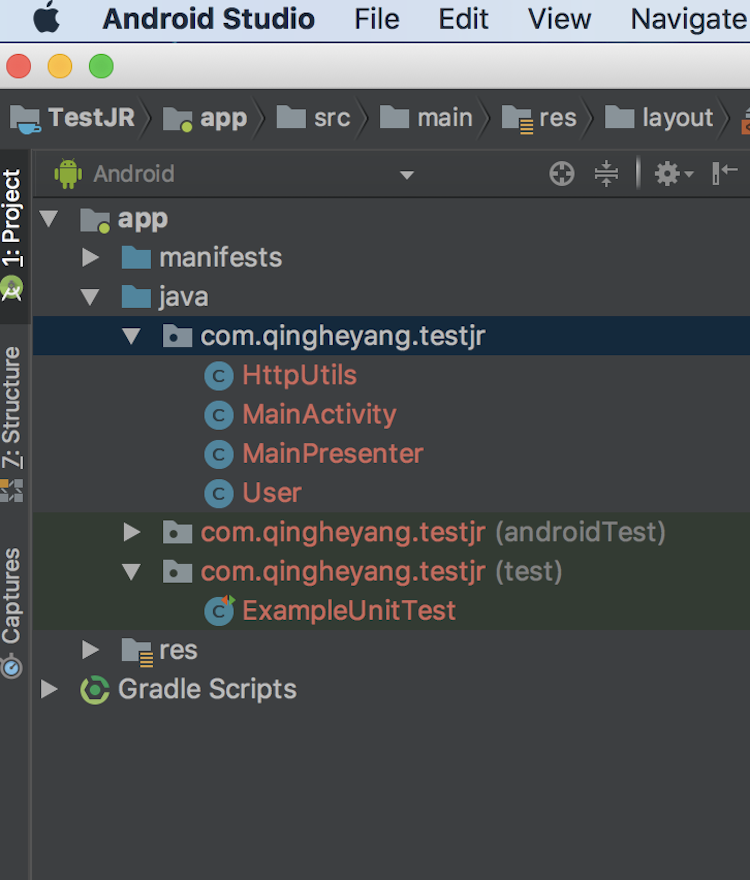 Android Studio File Edit View Navigate
TestJR app src main res layout
Android
1: Project
app
manifests
java
com.qingheyang.testjr
HttpUtils
MainActivity
MainPresenter
User
com.qingheyang.testjr (androidTest)
com.qingheyang.testjr (test)
ExampleUnitTest
res
Gradle Scripts
Z: Structure
Captures